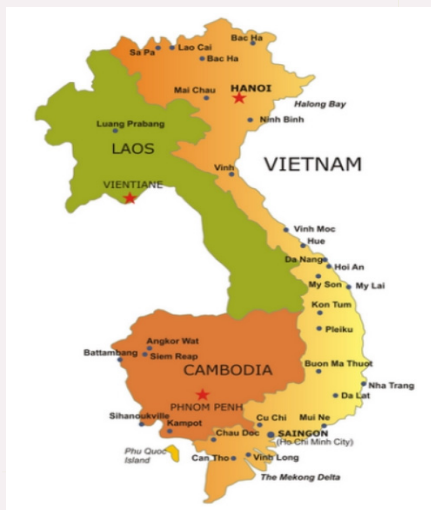 Bac Ha
Sa Pa
Lao Cai
Bac Ha
Mai Chau
HANOI
Halong Bay
Ninh Binh
Luang Prabang
LAOS
VIETNAM
Vinh
VIENTIANE
Vinh Moc
Hue
Da Nang
Hoi An
My Son
My Lai
Kon Tum
Pleiku
Angkor Wat
Battambang
Siem Reap
CAMBODIA
Buon Ma Thuot
Nha Trang
Da Lat
PHNOM PENH
Sihanoukville
Kampot
Cu Chi
Mui Ne
Chau Doc
SAINGON
(Ho Chi Minh City)
Phu Quoc
Island
Can Tho
Vinh Long
The Mekong Delta